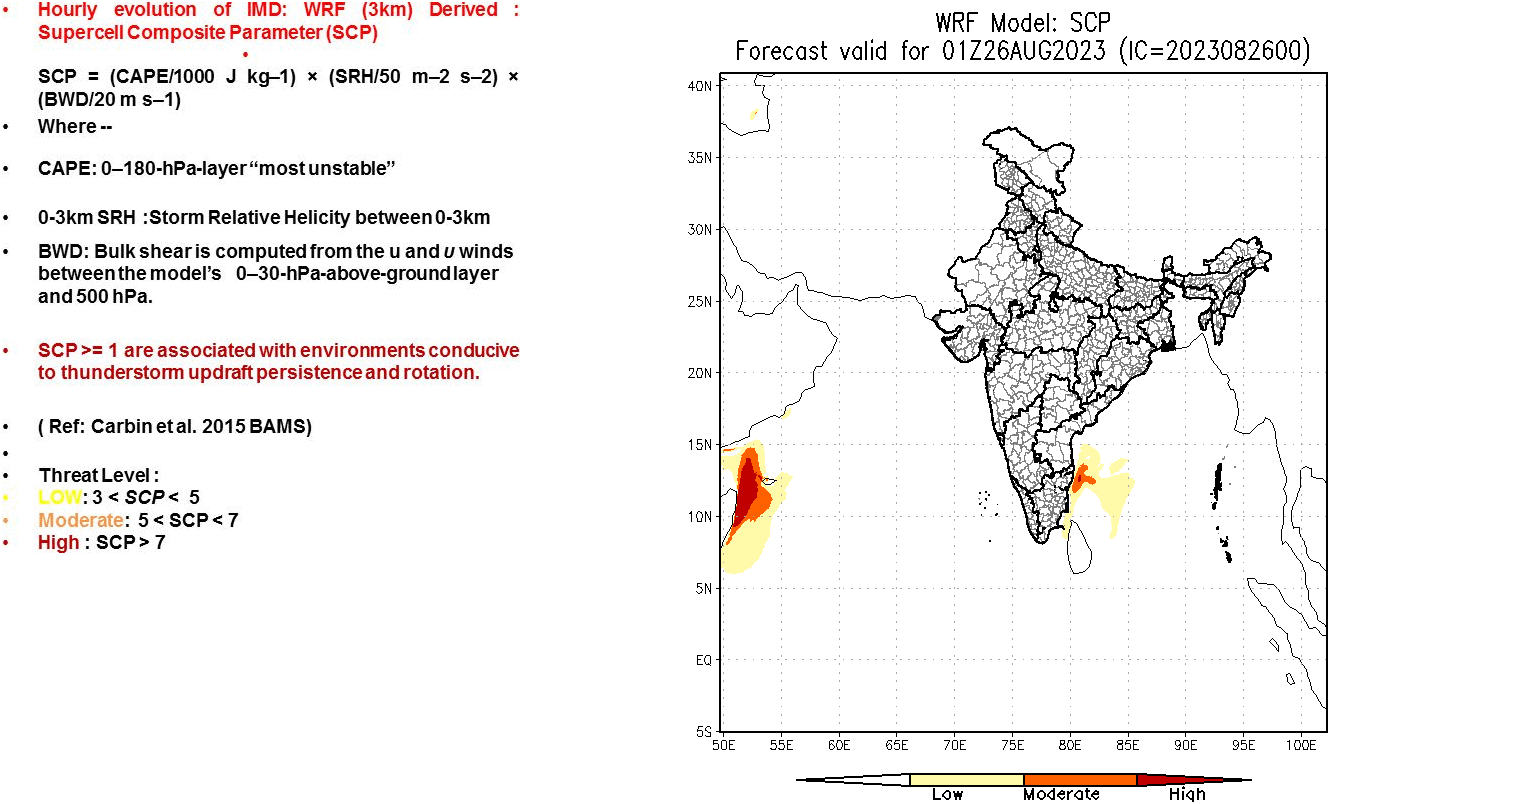 Hourly evolution of IMD: WRF (3km) Derived :
Supercell Composite Parameter (SCP)
SCP = (CAPE/1000 J kg–1) × (SRH/50 m–2 s–2) ×
(BWD/20 m s–1)
Where --
CAPE: 0–180-hPa-layer “most unstable”
0-3km SRH :Storm Relative Helicity between 0-3km
BWD: Bulk shear is computed from the u and υ winds
between the model’s 0–30-hPa-above-ground layer
and 500 hPa.
SCP >= 1 are associated with environments conducive
to thunderstorm updraft persistence and rotation.
( Ref: Carbin et al. 2015 BAMS)
Threat Level :
LOW: 3 < SCP < 5
Moderate: 5 < SCP < 7
High : SCP > 7
WRF Model: SCP
Forecast valid for 01Z26AUG2023 (IC=2023082600)
40N
35N
30N
25N
20N
15N
10N
5N
EQ
5S
50E 55E 60E 65E 70E 75E 80E 85E 90E 95E 100E
Low Moderate High